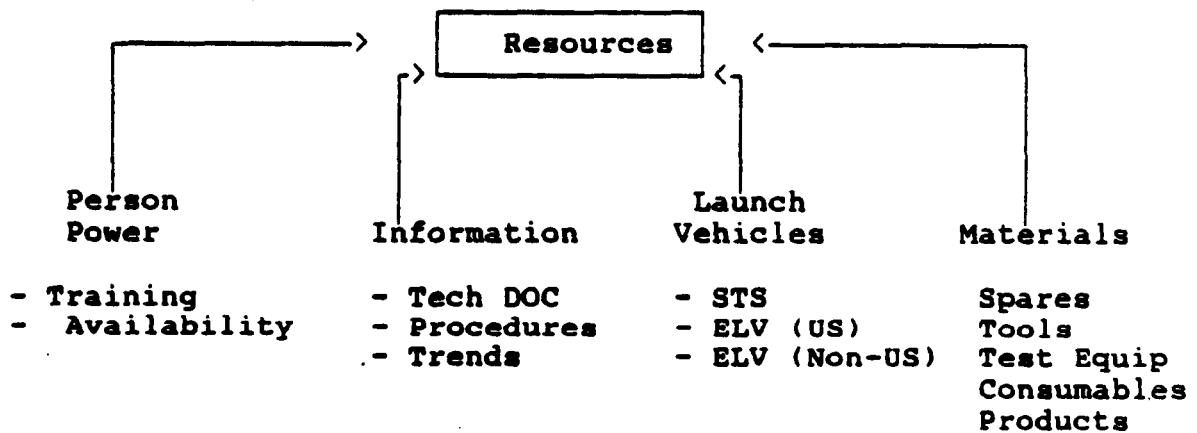 Resources
Person
Power
- Training
- Availability
Information
- Tech DOC
- Procedures
- Trends
Launch
Vehicles
- STS
- ELV (US)
- ELV (Non-US)
Materials
Spares
Tools
Test Equip
Consumables
Products